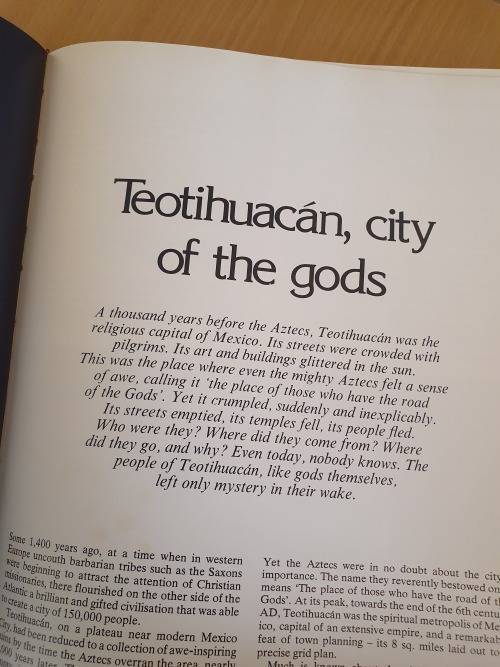 Teotihuacán, city
of the gods
A thousand years before the Aztecs, Teotihuacán was the
religious capital of Mexico. Its streets were crowded with
pilgrims. Its art and buildings glittered in the sun.
This was the place where even the mighty Aztecs felt a sense
of awe, calling it 'the place of those who have the road
of the Gods'. Yet it crumpled, suddenly and inexplicably.
Its streets emptied, its temples fell, its people fled.
Who were they? Where did they come from? Where
did they go, and why? Even today, nobody knows. The
people of Teotihuacán, like gods themselves,
left only mystery in their wake.
Some 1,400 years ago, at a time when in western
Europe uncouth barbarian tribes such as the Saxons
were beginning to attract the attention of Christian
missionaries, there flourished on the other side of the
Atlantic a brilliant and gifted civilisation that was able
to create a city of 150,000 people.
Teotihuacán, on a plateau near modern Mexico
City, had been reduced to a collection of awe-inspiring
by the time the Aztecs overran the area, nearly
years later.
Yet the Aztecs were in no doubt about the city
importance. The name they reverently bestowed on
means 'The place of those who have the road of
Gods'. At its peak, towards the end of the 6th
AD, Teotihuacán was the spiritual metropolis of
ico, capital of an extensive empire, and a
feat of town planning – its 8 sq. miles laid out
precise grid plan.
Much is known